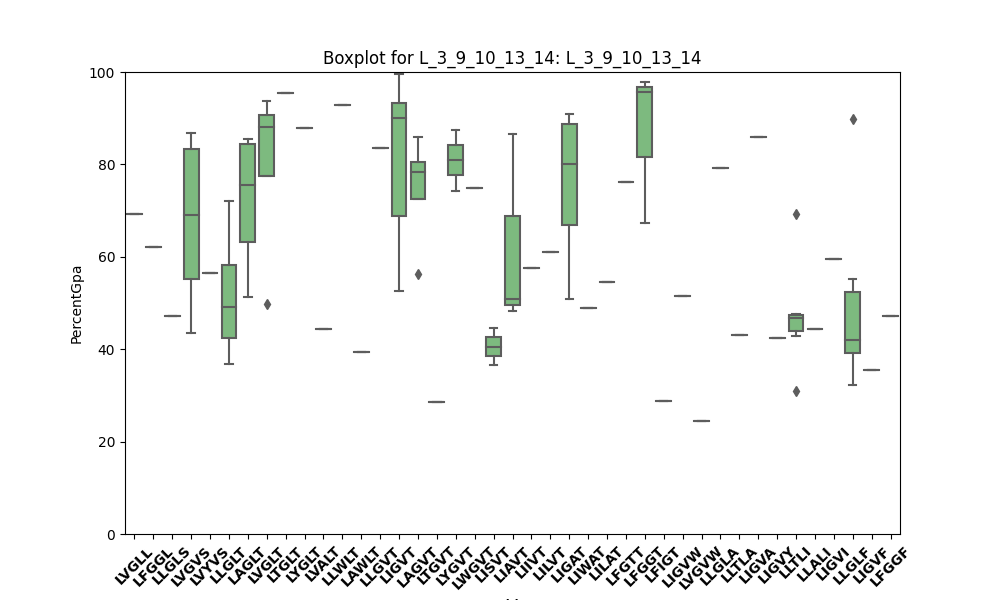 Boxplot for L_3_9_10_13_14: L_3_9_10_13_14
100
80
60
40
20
0
PercentGpa
LVGLL
LFGGL
LLGLS
LVGVS
LVYVS
LLGLT
LAGLT
LVGLT
LTGLT
LYGLT
LVALT
LLWLT
LAWLT
LLGVT
LIGVT
LAGVT
LTGVT
LYGVT
LWGVT
LISVT
LIAVT
LIIVT
LILVT
LIGAT
LIWAT
LILAT
LFGTT
LFGGT
LFIGT
LIGVW
LVGVW
LLGLA
LLTLA
LIGVA
LIGVY
LLTLI
LLALI
LIGVI
LLGLF
LIGVF
LFGGF